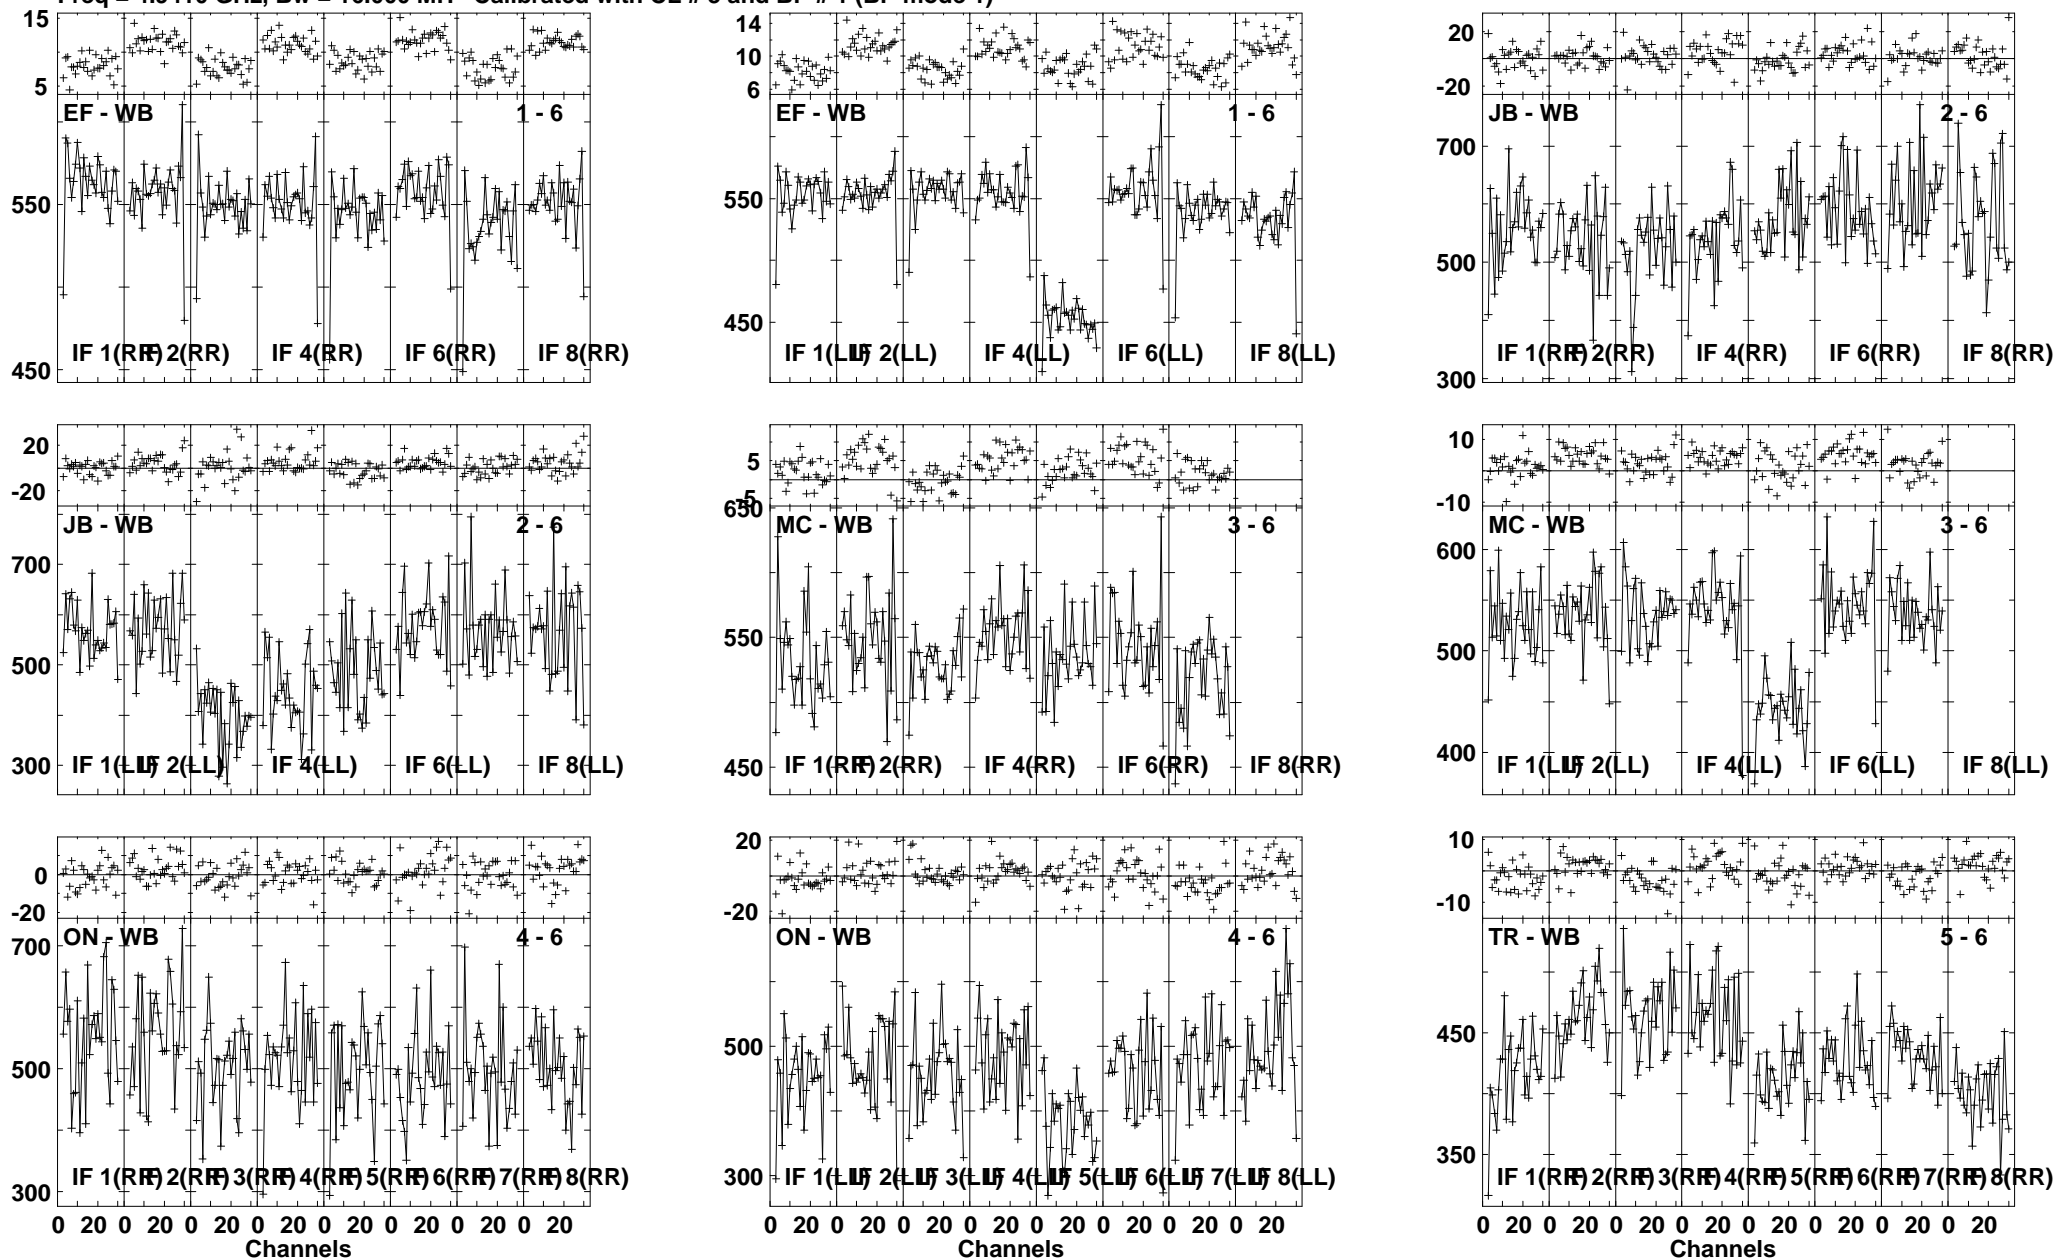 15
5
EF - WB 1 - 6
550
450
IF 1(RR) IF 2(RR) IF 4(RR) IF 6(RR) IF 8(RR)
14
10
6
EF - WB 1 - 6
550
450
IF 1(LL) IF 2(LL) IF 4(LL) IF 6(LL) IF 8(LL)
20
-20
JB - WB 2 - 6
700
500
300
IF 1(RR) IF 2(RR) IF 4(RR) IF 6(RR) IF 8(RR)
20
-20
JB - WB 2 - 6
700
500
300
IF 1(LL) IF 2(LL) IF 4(LL) IF 6(LL) IF 8(LL)
5
-5
650
MC - WB 3 - 6
550
450
IF 1(RR) IF 2(RR) IF 4(RR) IF 6(RR) IF 8(RR)
10
-10
MC - WB 3 - 6
600
500
400
IF 1(LL) IF 2(LL) IF 4(LL) IF 6(LL) IF 8(LL)
0
-20
ON - WB 4 - 6
700
500
300
IF 1(RR) IF 2(RR) IF 3(RR) IF 4(RR) IF 5(RR) IF 6(RR) IF 7(RR) IF 8(RR)
0 20 0 20 0 20 0 20 0 20 0 20 0 20 0 20
Channels
20
0
-20
ON - WB 4 - 6
500
300
IF 1(LL) IF 2(LL) IF 3(LL) IF 4(LL) IF 5(LL) IF 6(LL) IF 7(LL) IF 8(LL)
0 20 0 20 0 20 0 20 0 20 0 20 0 20 0 20
Channels
10
-10
TR - WB 5 - 6
450
350
IF 1(RR) IF 2(RR) IF 3(RR) IF 4(RR) IF 5(RR) IF 6(RR) IF 7(RR) IF 8(RR)
0 20 0 20 0 20 0 20 0 20 0 20 0 20 0 20
Channels